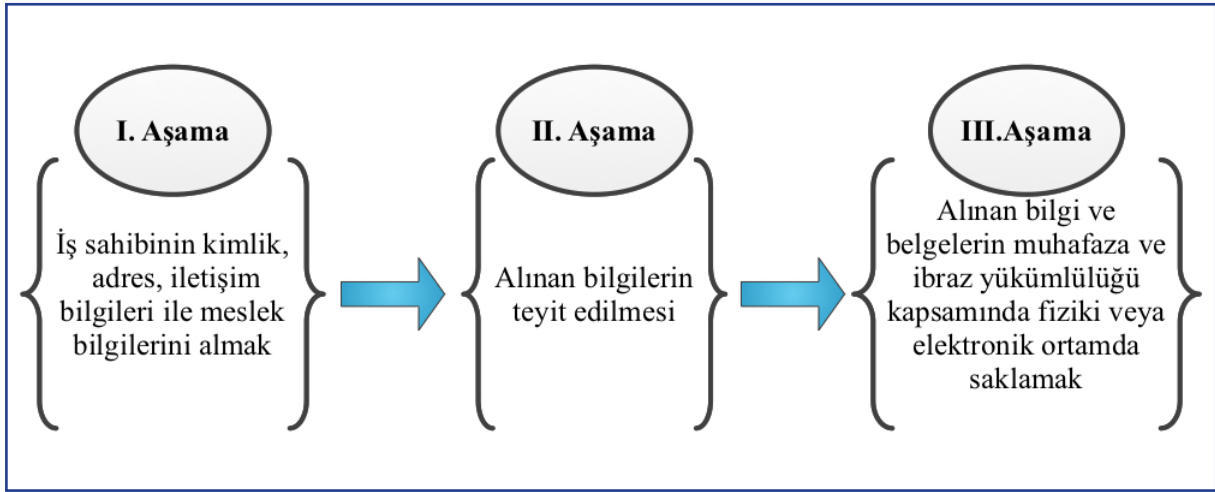 I. Aşama
İş sahibinin kimlik,
adres, iletişim
bilgileri ile meslek
bilgilerini almak
II. Aşama
Alınan bilgilerin
teyit edilmesi
III.Aşama
Alınan bilgi ve
belgelerin muhafaza ve
ibraz yükümlülüğü
kapsamında fiziki veya
elektronik ortamda
saklamak